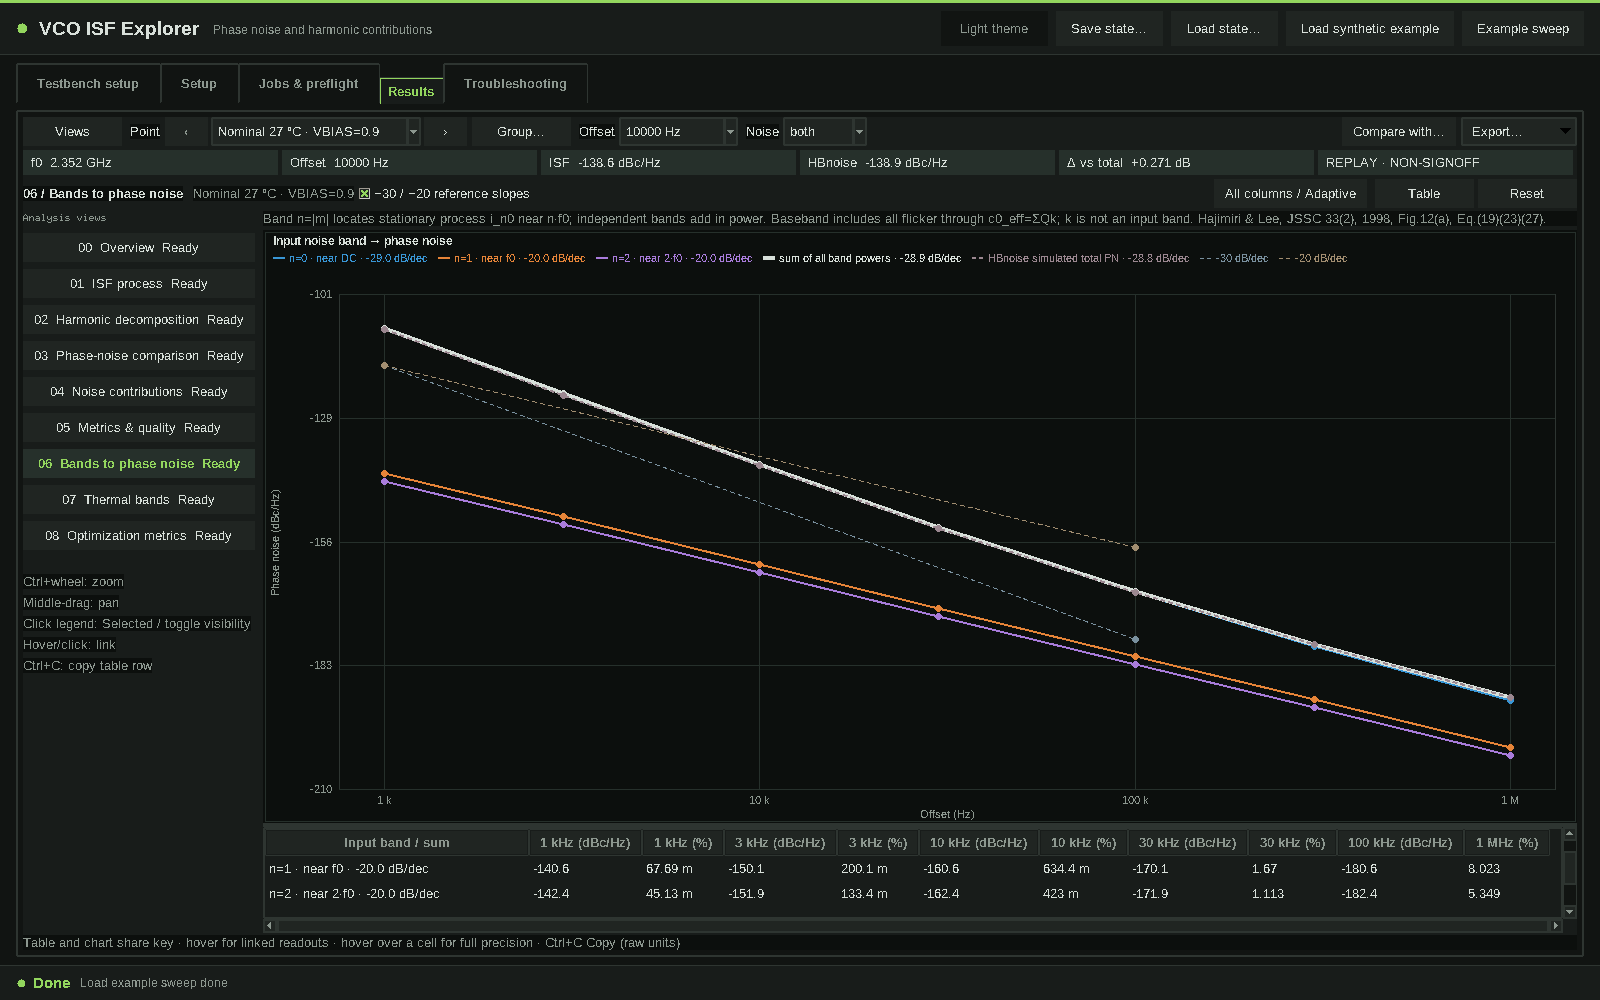 VCO ISF Explorer Phase noise and harmonic contributions Light theme Save state... Load state... Load synthetic example Example sweep
Testbench setup Setup Jobs & preflight Results Troubleshooting
Views Point ‹ Nominal 27 °C · VBIAS=0.9 › Group... Offset 10000 Hz Noise both Compare with... Export...
f0 2.352 GHz Offset 10000 Hz ISF -138.6 dBc/Hz HBnoise -138.9 dBc/Hz Δ vs total +0.271 dB REPLAY · NON-SIGNOFF
06 / Bands to phase noise Nominal 27 °C · VBIAS=0.9 −30 / −20 reference slopes All columns / Adaptive Table Reset
Analysis views
Band n=|m| locates stationary process i_n0 near n·f0; independent bands add in power. Baseband includes all flicker through c0_eff=ΣQk; k is not an input band. Hajimiri & Lee, JSSC 33(2), 1998, Fig.12(a), Eq.(19)(23)(27).
00 Overview Ready
01 ISF process Ready
02 Harmonic decomposition Ready
03 Phase-noise comparison Ready
04 Noise contributions Ready
05 Metrics & quality Ready
06 Bands to phase noise Ready
07 Thermal bands Ready
08 Optimization metrics Ready
Ctrl+wheel: zoom
Middle-drag: pan
Click legend: Selected / toggle visibility
Hover/click: link
Ctrl+C: copy table row
Input noise band → phase noise
n=0 · near DC · -29.0 dB/dec n=1 · near f0 · -20.0 dB/dec n=2 · near 2·f0 · -20.0 dB/dec sum of all band powers · -28.9 dB/dec HBnoise simulated total PN · -28.8 dB/dec -30 dB/dec -20 dB/dec
-101
-129
-156
-183
-210
Phase noise (dBc/Hz)
1 k 10 k 100 k 1 M
Offset (Hz)
Input band / sum 1 kHz (dBc/Hz) 1 kHz (%) 3 kHz (dBc/Hz) 3 kHz (%) 10 kHz (dBc/Hz) 10 kHz (%) 30 kHz (dBc/Hz) 30 kHz (%) 100 kHz (dBc/Hz) 1 MHz (%)
n=1 · near f0 · -20.0 dB/dec -140.6 67.69 m -150.1 200.1 m -160.6 634.4 m -170.1 1.67 -180.6 8.023
n=2 · near 2·f0 · -20.0 dB/dec -142.4 45.13 m -151.9 133.4 m -162.4 423 m -171.9 1.113 -182.4 5.349
Table and chart share key · hover for linked readouts · hover over a cell for full precision · Ctrl+C Copy (raw units)
Done Load example sweep done